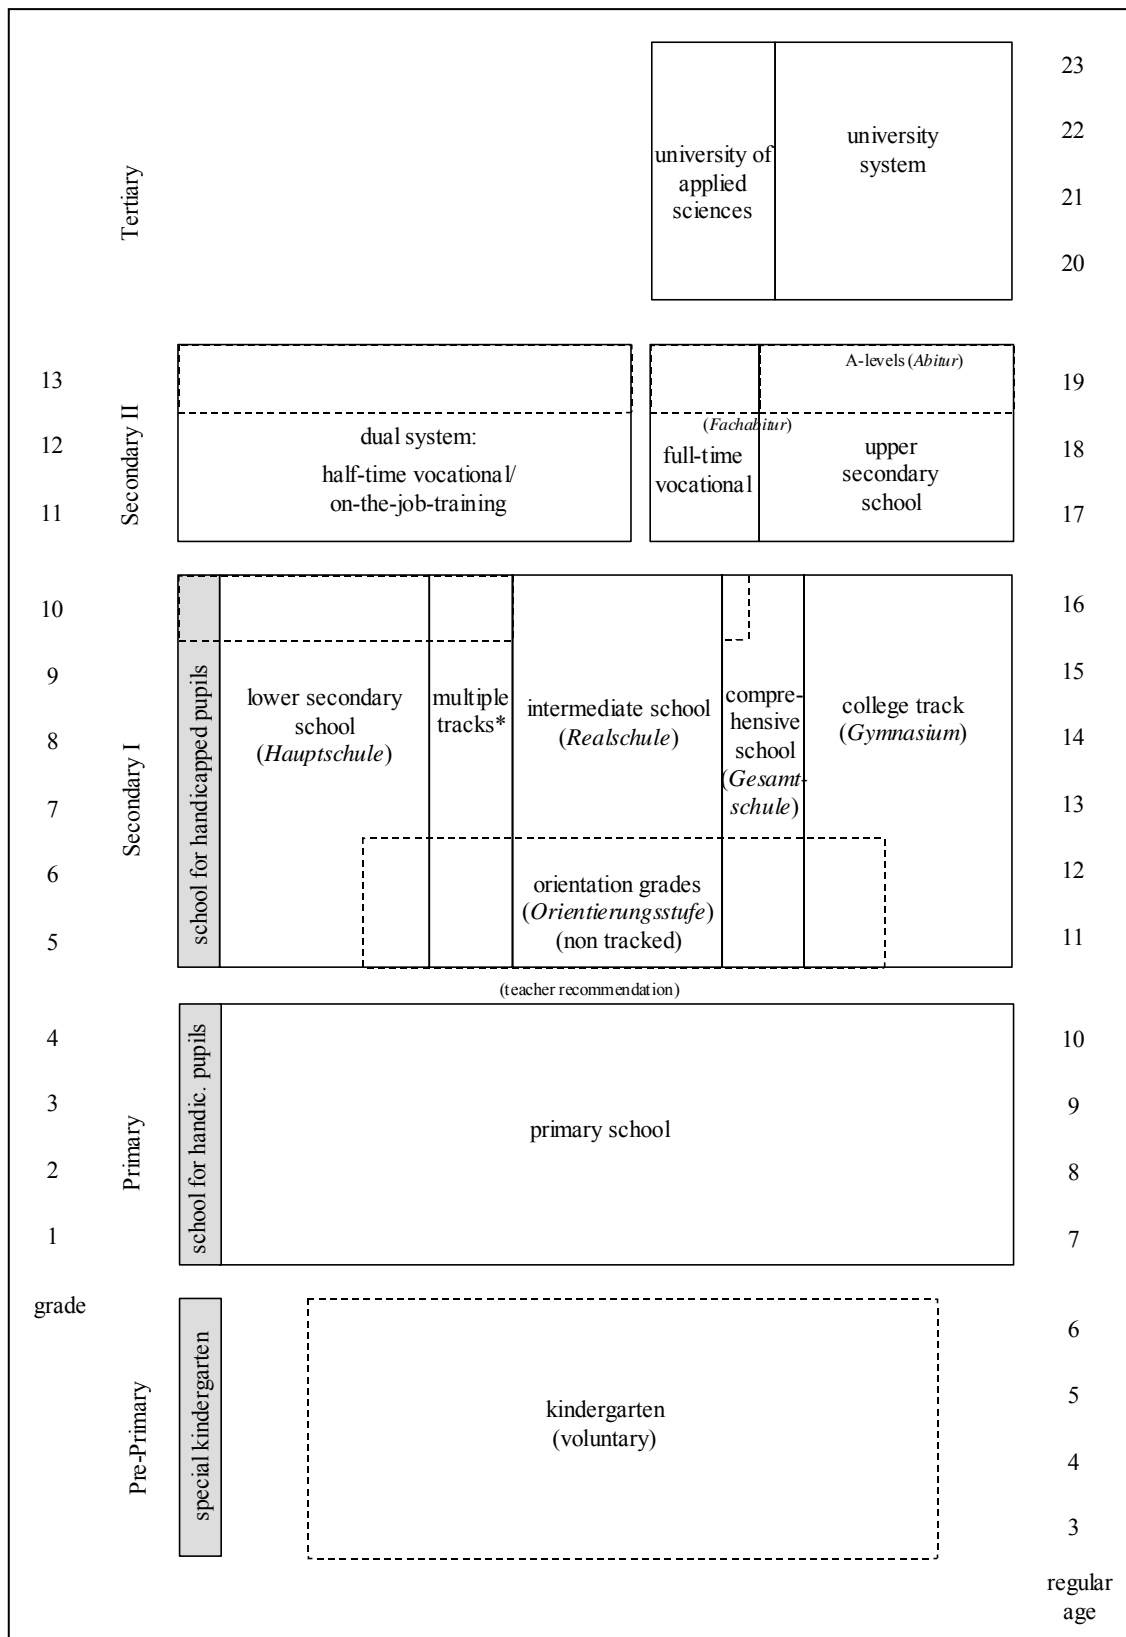 23
22
university
system
university of
applied
sciences
21
20
Tertiary
A-levels (Abitur)
13
19
(Fachabitur)
12
dual system:
half-time vocational/
on-the-job-training
full-time
vocational
upper
secondary
school
18
11
17
Secondary II
10
16
9
15
lower secondary
school
(Hauptschule)
multiple
tracks*
intermediate school
(Realschule)
compre-
hensive
school
(Gesamt-
schule)
college track
(Gymnasium)
8
14
7
13
Secondary I
school for handicapped pupils
6
12
orientation grades
(Orientierungsstufe)
(non tracked)
5
11
(teacher recommendation)
4
10
3
9
primary school
2
8
1
7
Primary
school for handic. pupils
grade
6
5
kindergarten
(voluntary)
4
3
Pre-Primary
special kindergarten
regular
age